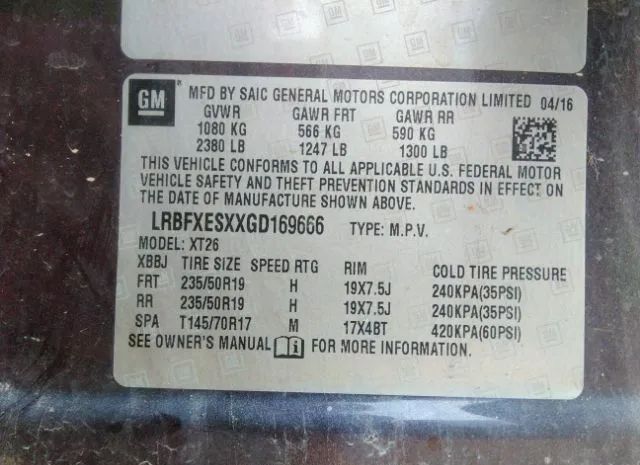 GM MFD BY SAIC GENERAL MOTORS CORPORATION LIMITED 04/16
GVWR GAWR FRT GAWR RR
1080 KG 566 KG 590 KG
2380 LB 1247 LB 1300 LB
THIS VEHICLE CONFORMS TO ALL APPLICABLE U.S. FEDERAL MOTOR
VEHICLE SAFETY AND THEFT PREVENTION STANDARDS IN EFFECT ON
THE DATE OF MANUFACTURE SHOWN ABOVE.
LRBFXESXXGD169666 TYPE: M.P.V.
MODEL: XT26
XBBJ TIRE SIZE SPEED RTG RIM COLD TIRE PRESSURE
FRT 235/50R19 H 19X7.5J 240KPA(35PSI)
RR 235/50R19 H 19X7.5J 240KPA(35PSI)
SPA T145/70R17 M 17X4BT 420KPA(60PSI)
SEE OWNER'S MANUAL FOR MORE INFORMATION.